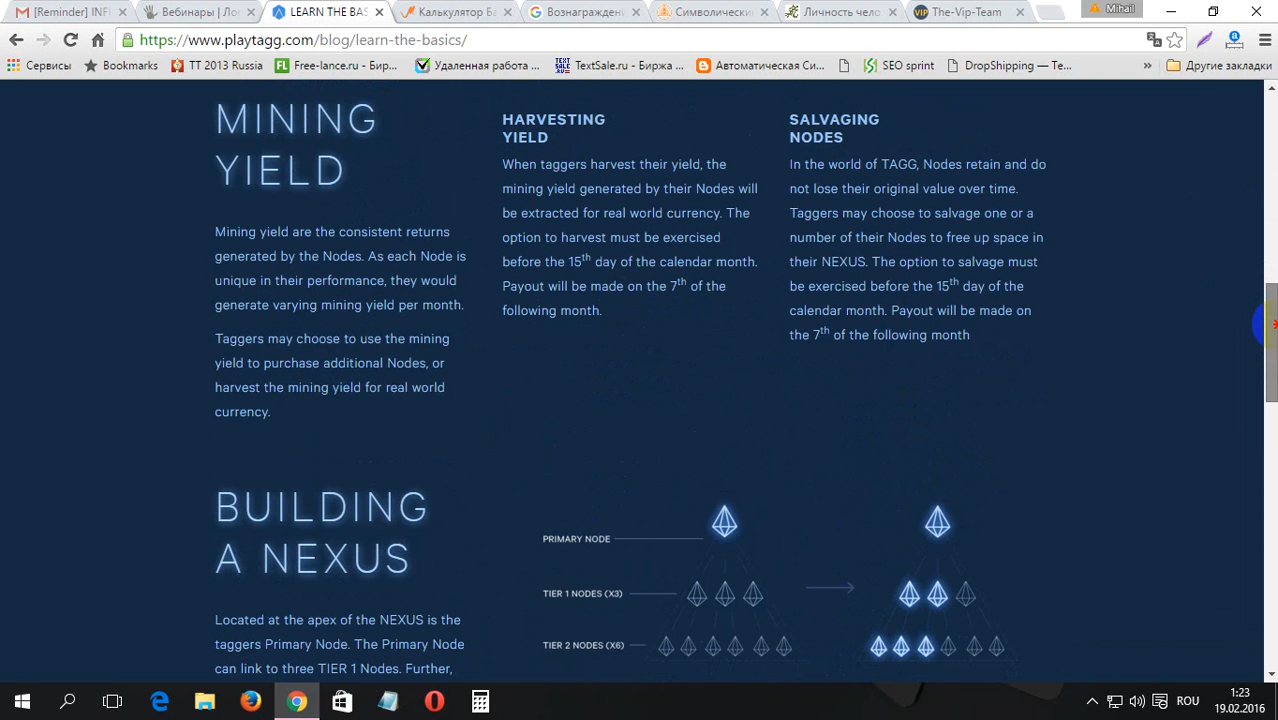 [Reminder] INF
Вебинары | Ло
LEARN THE BAS
Калькулятор Ба
Вознаграждени
Символически
Личность чело
The-Vip-Team
Mihail
https://www.playtagg.com/blog/learn-the-basics/
Сервисы
Bookmarks
TT 2013 Russia
Free-lance.ru - Бир...
Удаленная работа ...
TextSale.ru - Биржа ...
Автоматическая Си...
SEO sprint
DropShipping — Те...
»
Другие закладки
MINING
YIELD
Mining yield are the consistent returns
generated by the Nodes. As each Node is
unique in their performance, they would
generate varying mining yield per month.
Taggers may choose to use the mining
yield to purchase additional Nodes, or
harvest the mining yield for real world
currency.
HARVESTING
YIELD
When taggers harvest their yield, the
mining yield generated by their Nodes will
be extracted for real world currency. The
option to harvest must be exercised
before the 15th day of the calendar month.
Payout will be made on the 7th of the
following month.
SALVAGING
NODES
In the world of TAGG, Nodes retain and do
not lose their original value over time.
Taggers may choose to salvage one or a
number of their Nodes to free up space in
their NEXUS. The option to salvage must
be exercised before the 15th day of the
calendar month. Payout will be made on
the 7th of the following month
BUILDING
A NEXUS
Located at the apex of the NEXUS is the
taggers Primary Node. The Primary Node
can link to three TIER 1 Nodes. Further,
PRIMARY NODE
TIER 1 NODES (X3)
TIER 2 NODES (X6)
ROU
1:23
19.02.2016